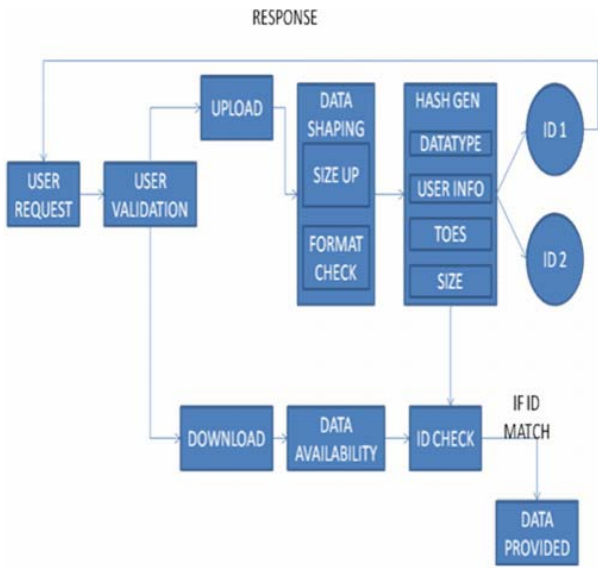 RESPONSE
UPLOAD
DATA
SHAPING
SIZE UP
FORMAT
CHECK
HASH GEN
DATATYPE
USER INFO
TOES
SIZE
ID 1
ID 2
USER
REQUEST
USER
VALIDATION
DOWNLOAD
DATA
AVAILABILITY
ID CHECK
IF ID
MATCH
DATA
PROVIDED